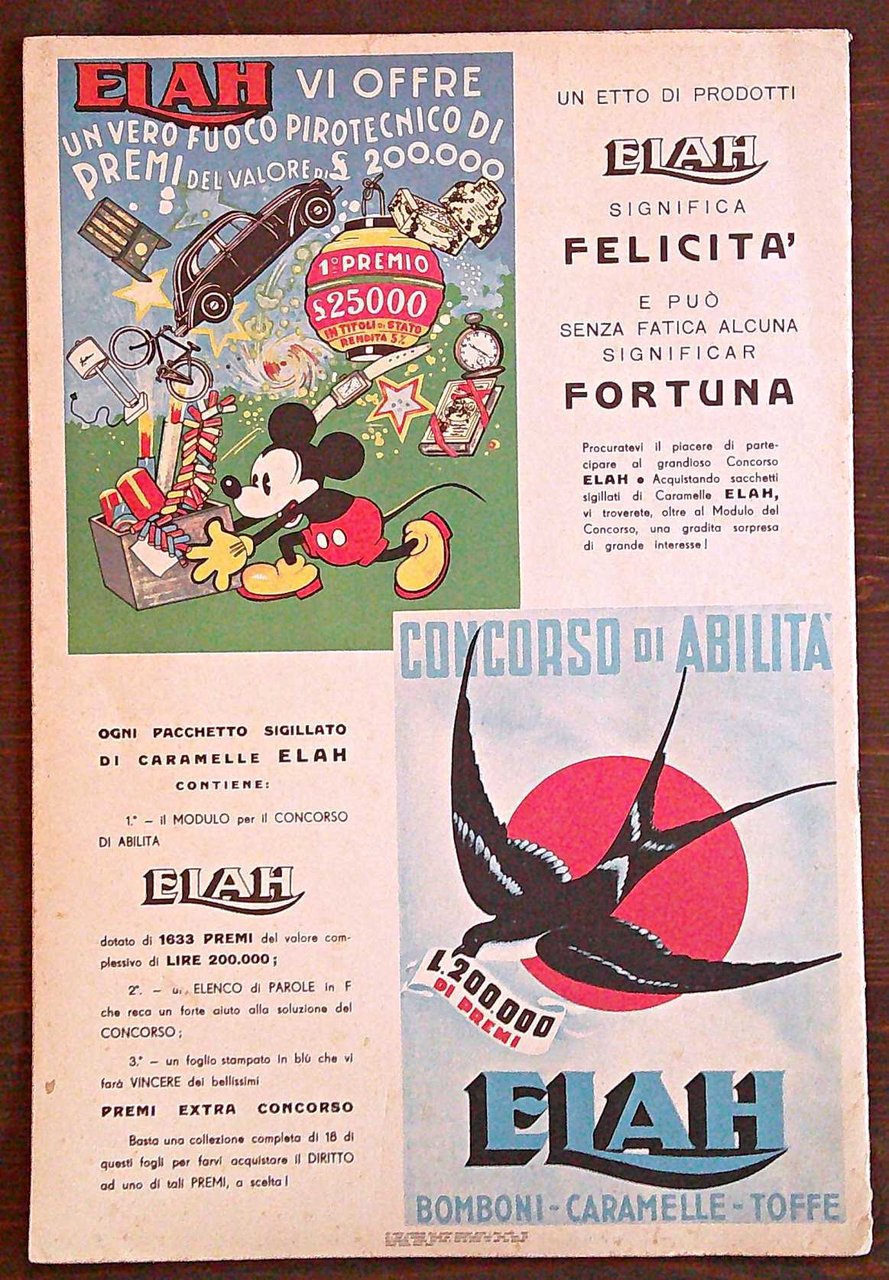 ELAH VI OFFRE
UN VERO FUOCO PIROTECNICO DI
PREMI DEL VALORE DI £ 200.000
1º PREMIO
£25000
IN TITOLI DI STATO
RENDITA 5%
UN ETTO DI PRODOTTI
ELAH
SIGNIFICA
FELICITA'
E PUÒ
SENZA FATICA ALCUNA
SIGNIFICAR
FORTUNA
Procuratevi il piacere di parte-
cipare al grandioso Concorso
ELAH • Acquistando sacchetti
sigillati di Caramelle ELAH,
vi troverete, oltre al Modulo del
Concorso, una gradita sorpresa
di grande interesse!
OGNI PACCHETTO SIGILLATO
DI CARAMELLE ELAH
CONTIENE:
1.° – il MODULO per il CONCORSO
DI ABILITA
ELAH
dotato di 1633 PREMI del valore com-
plessivo di LIRE 200.000;
2°. – ELENCO di PAROLE in F
che reca un forte aiuto alla soluzione del
CONCORSO;
3.° – un foglio stampato in blù che vi
farà VINCERE dei bellissimi
PREMI EXTRA CONCORSO
Basta una collezione completa di 18 di
questi fogli per farvi acquistare il DIRITTO
ad uno di tali PREMI, a scelta!
CONCORSO DI ABILITÀ
L.200.000
DI PREMI
ELAH
BOMBONI - CARAMELLE - TOFFE